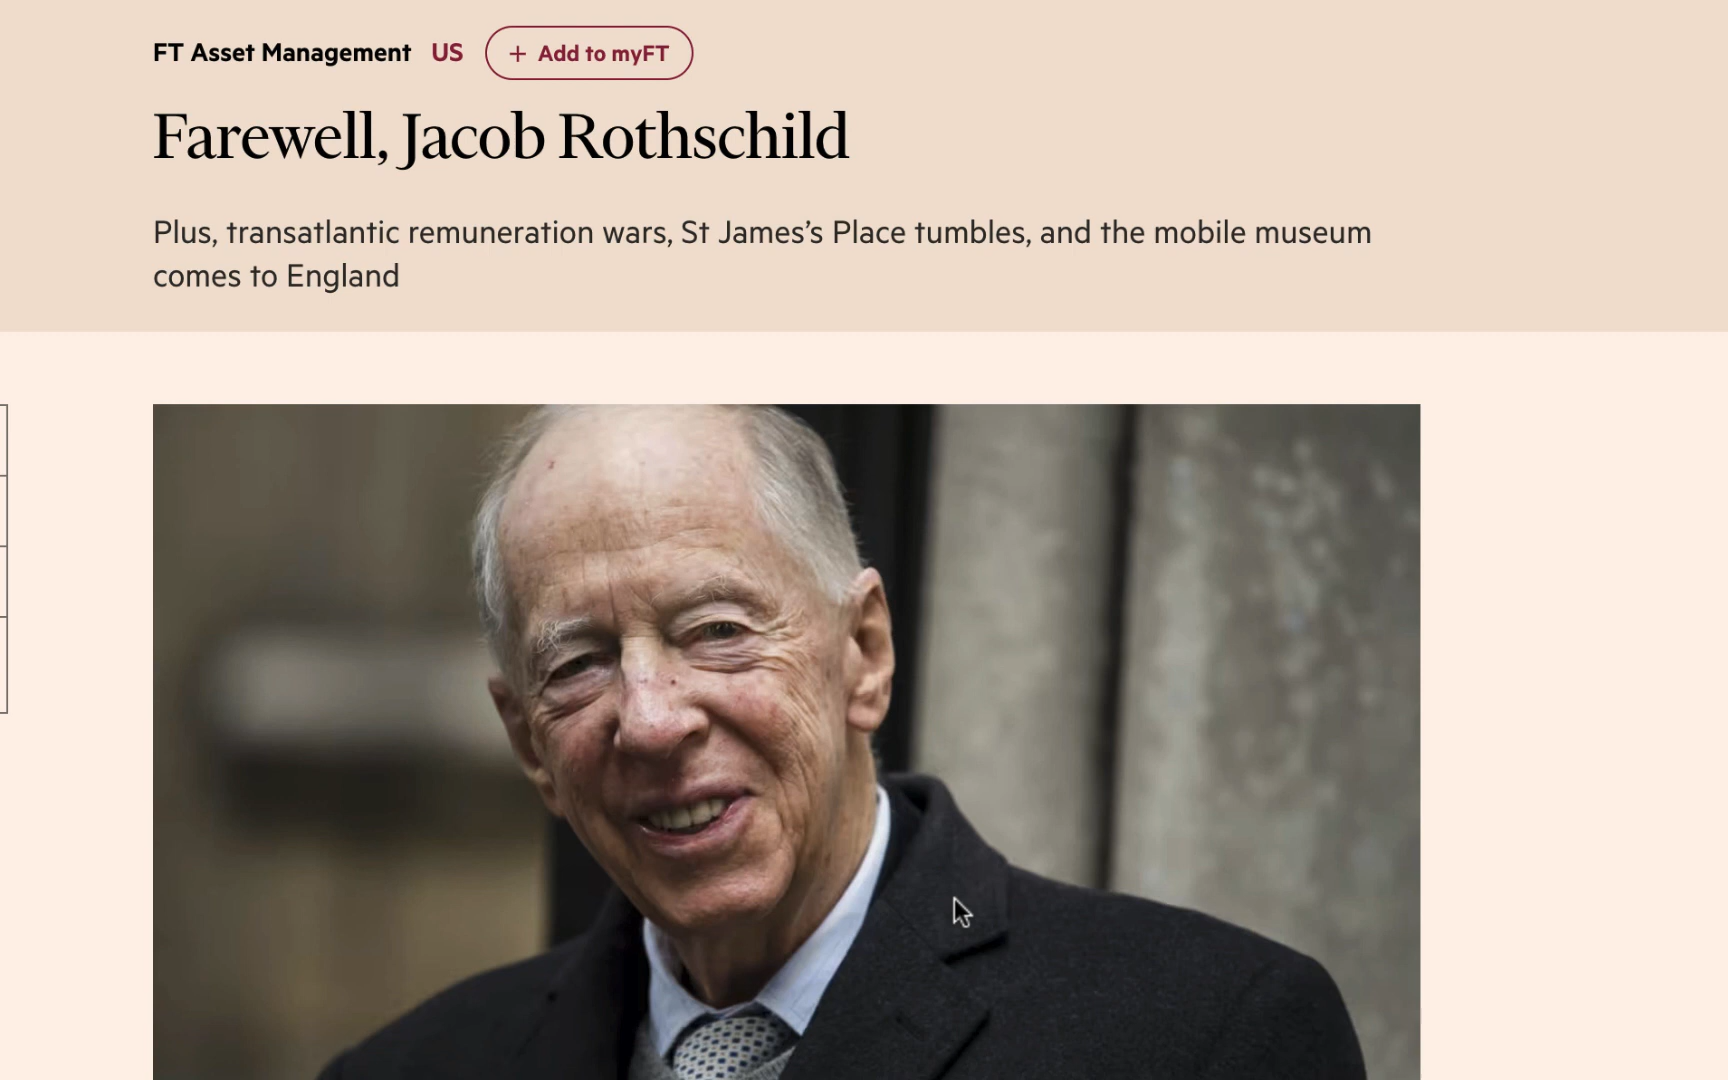 FT Asset Management US + Add to myFT
Farewell, Jacob Rothschild
Plus, transatlantic remuneration wars, St James’s Place tumbles, and the mobile museum
comes to England